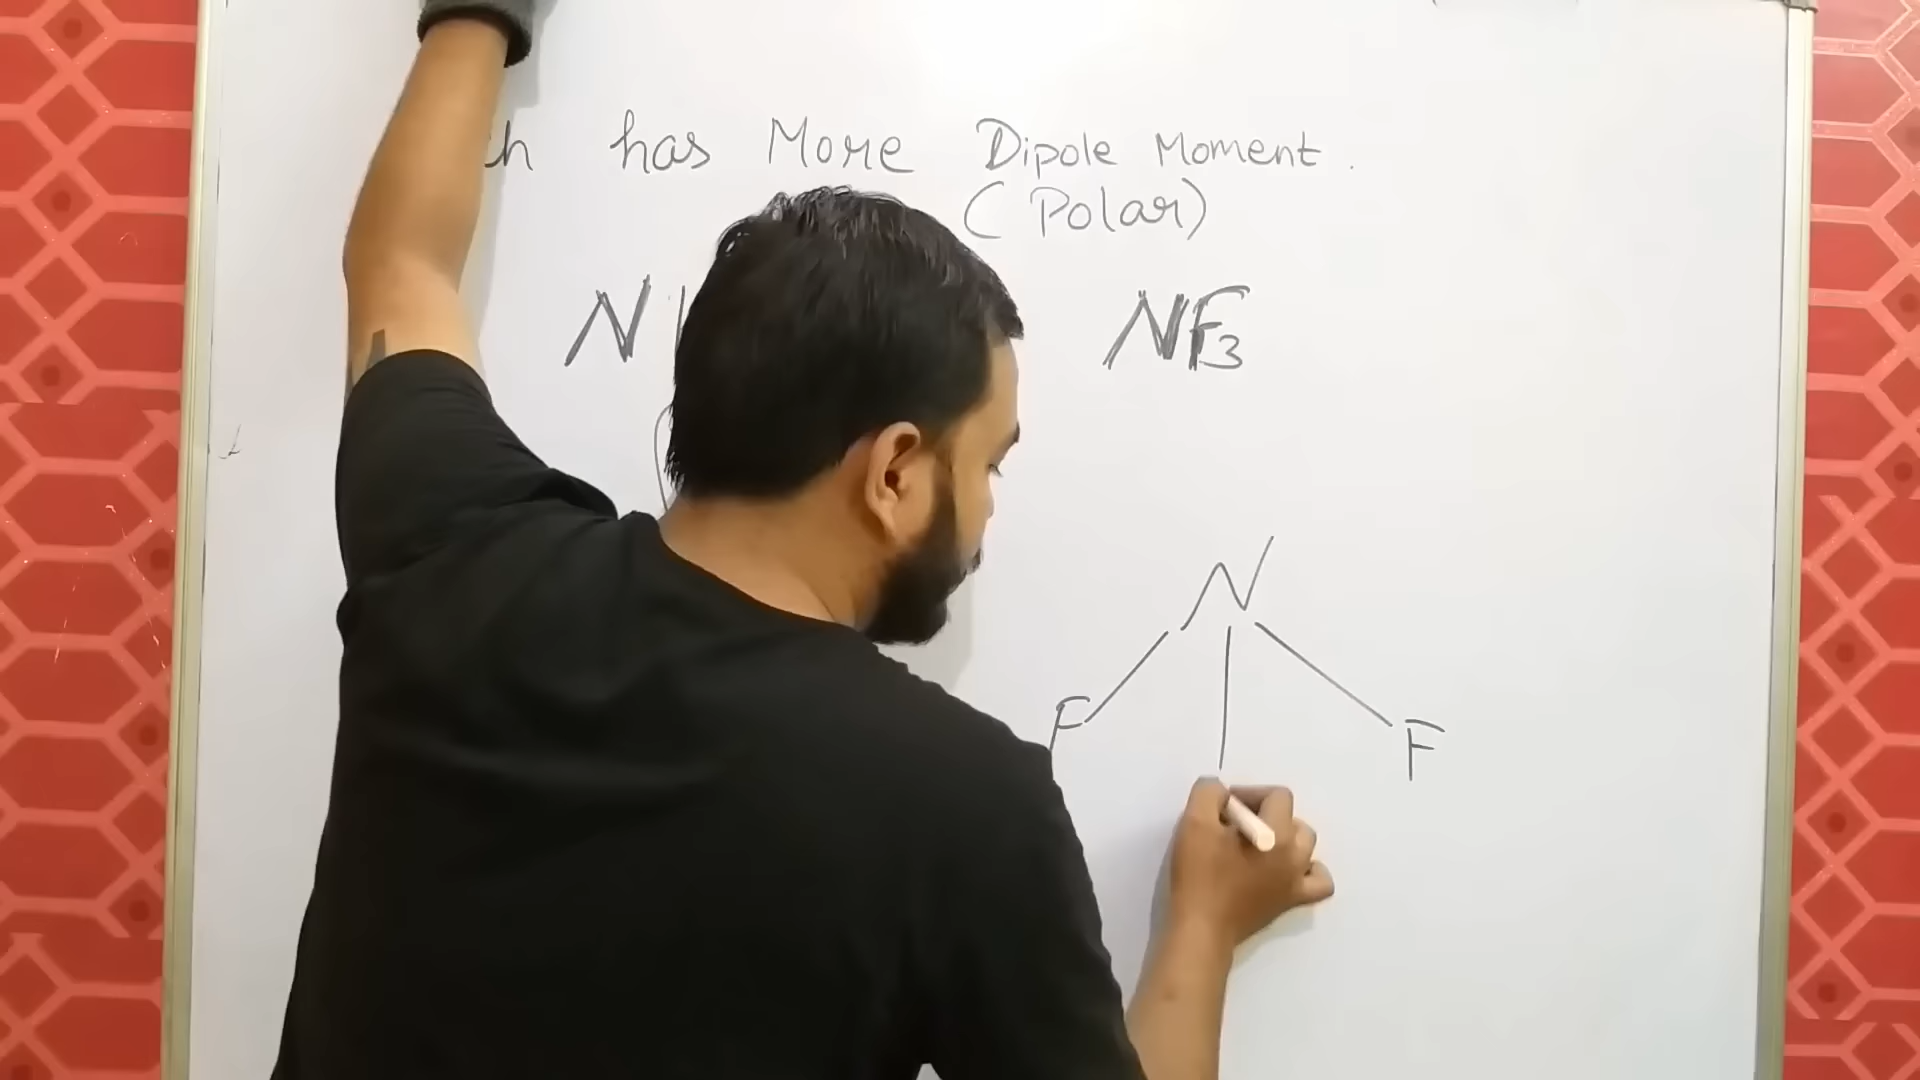 has More Dipole Moment.
(Polar)
N NF3
N
F F